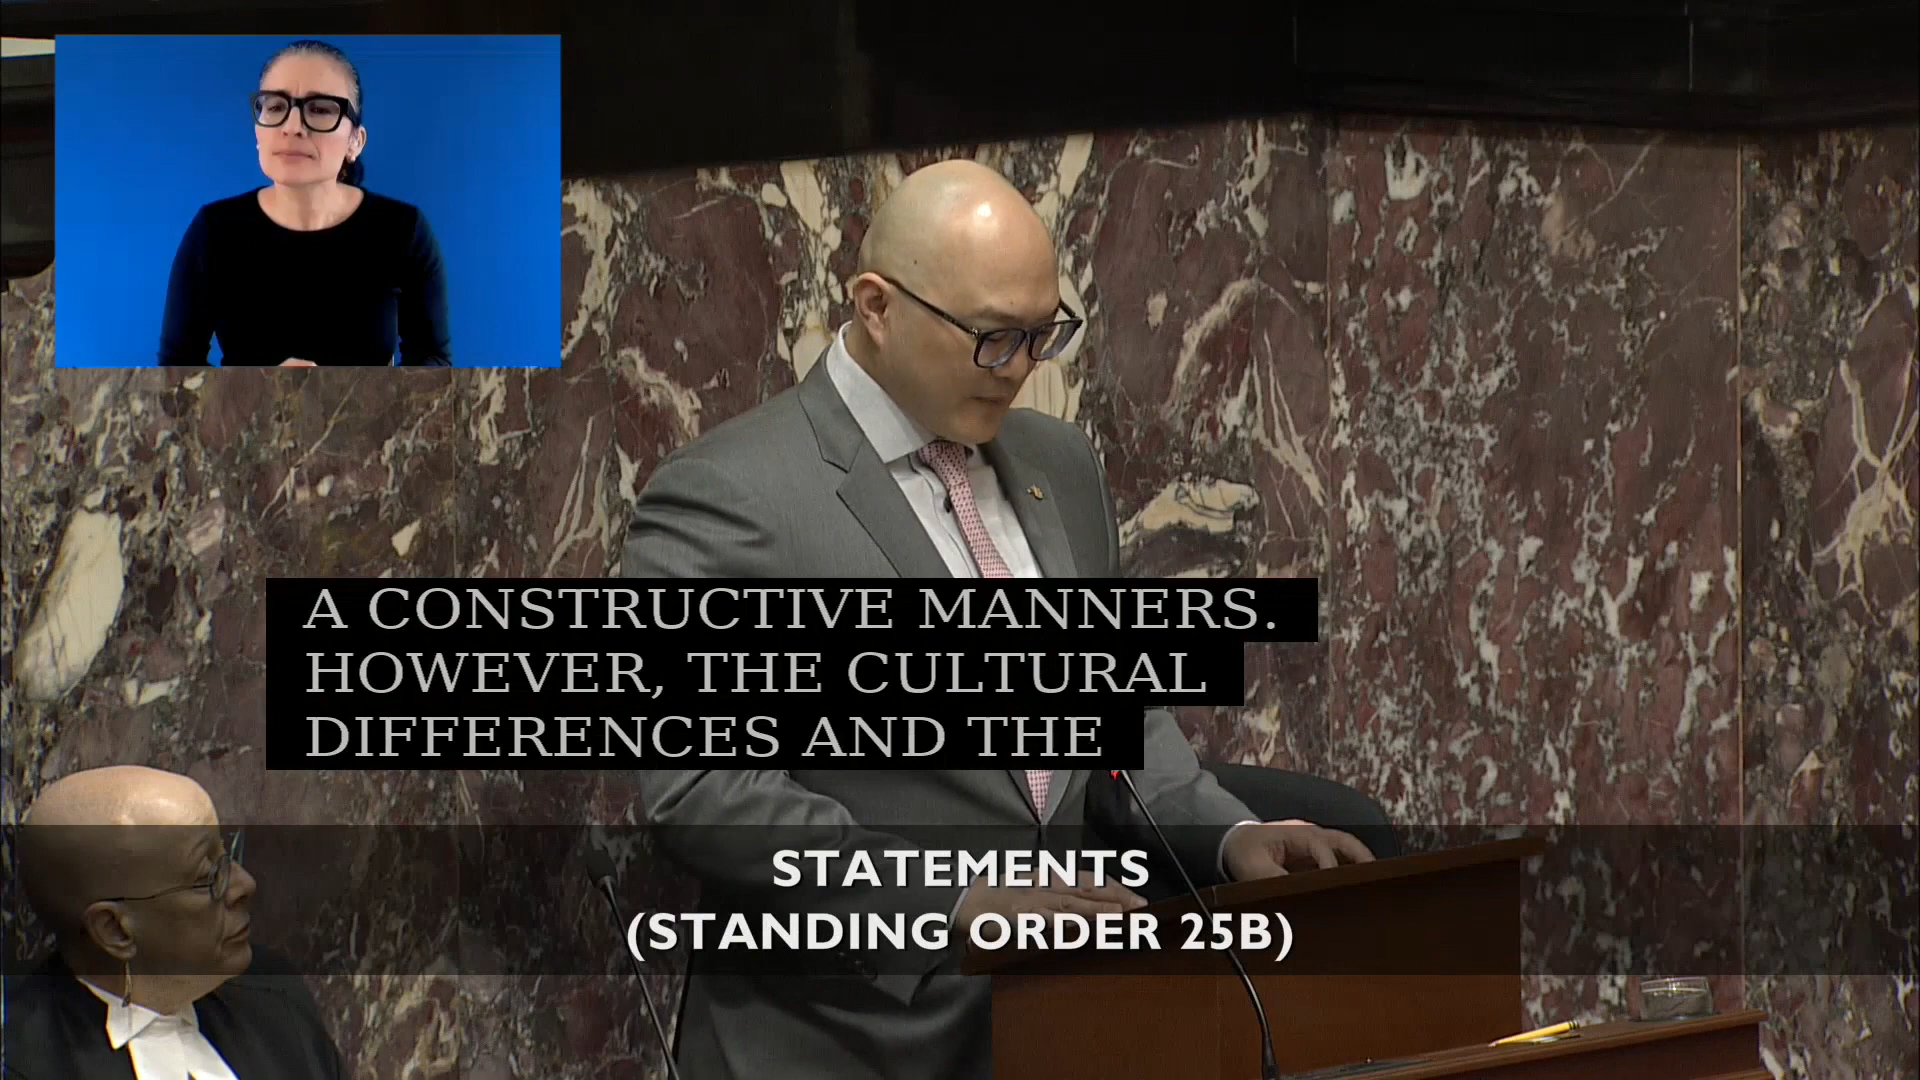 A CONSTRUCTIVE MANNERS.
HOWEVER, THE CULTURAL
DIFFERENCES AND THE
STATEMENTS
(STANDING ORDER 25B)